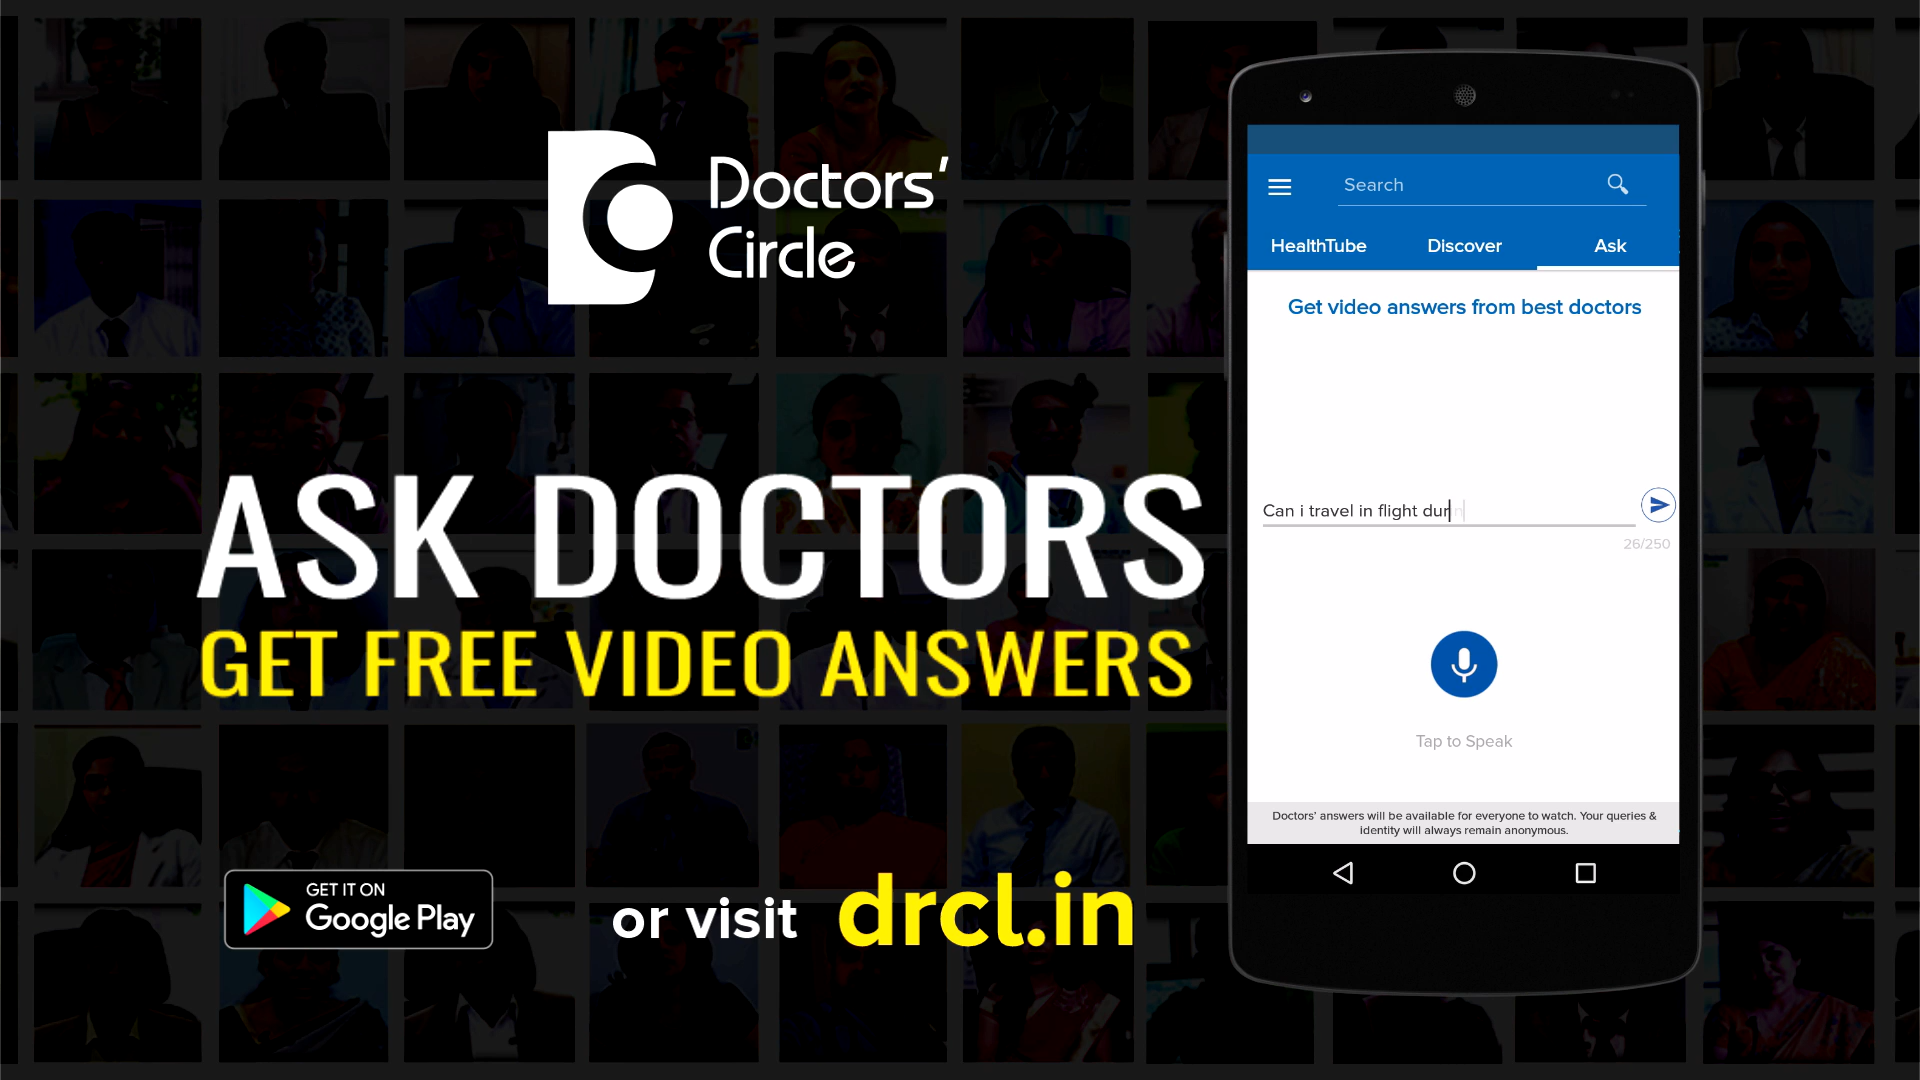 Doctors'
Circle
ASK DOCTORS
GET FREE VIDEO ANSWERS
GET IT ON
Google Play
or visit drcl.in
Search
HealthTube Discover Ask
Get video answers from best doctors
Can i travel in flight dur
26/250
Tap to Speak
Doctors' answers will be available for everyone to watch. Your queries &
identity will always remain anonymous.